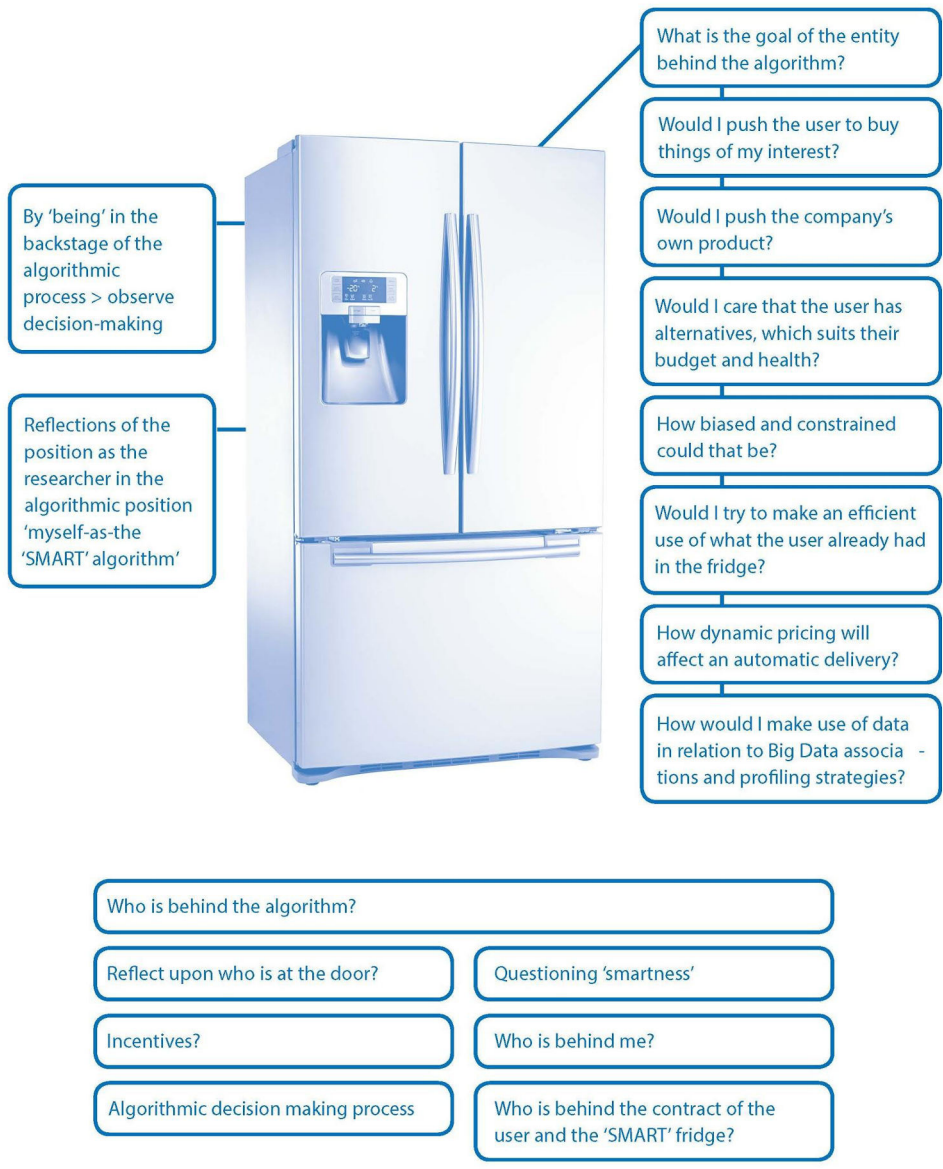 What is the goal of the entity
behind the algorithm?
Would I push the user to buy
things of my interest?
Would I push the company’s
own product?
Would I care that the user has
alternatives, which suits their
budget and health?
How biased and constrained
could that be?
Would I try to make an efficient
use of what the user already had
in the fridge?
How dynamic pricing will
affect an automatic delivery?
How would I make use of data
in relation to Big Data associa -
tions and profiling strategies?
By ‘being’ in the
backstage of the
algorithmic
process > observe
decision-making
Reflections of the
position as the
researcher in the
algorithmic position
‘myself-as-the
‘SMART’ algorithm’
-20° 2°
Who is behind the algorithm?
Reflect upon who is at the door?
Questioning ‘smartness’
Incentives?
Who is behind me?
Algorithmic decision making process
Who is behind the contract of the
user and the ‘SMART’ fridge?